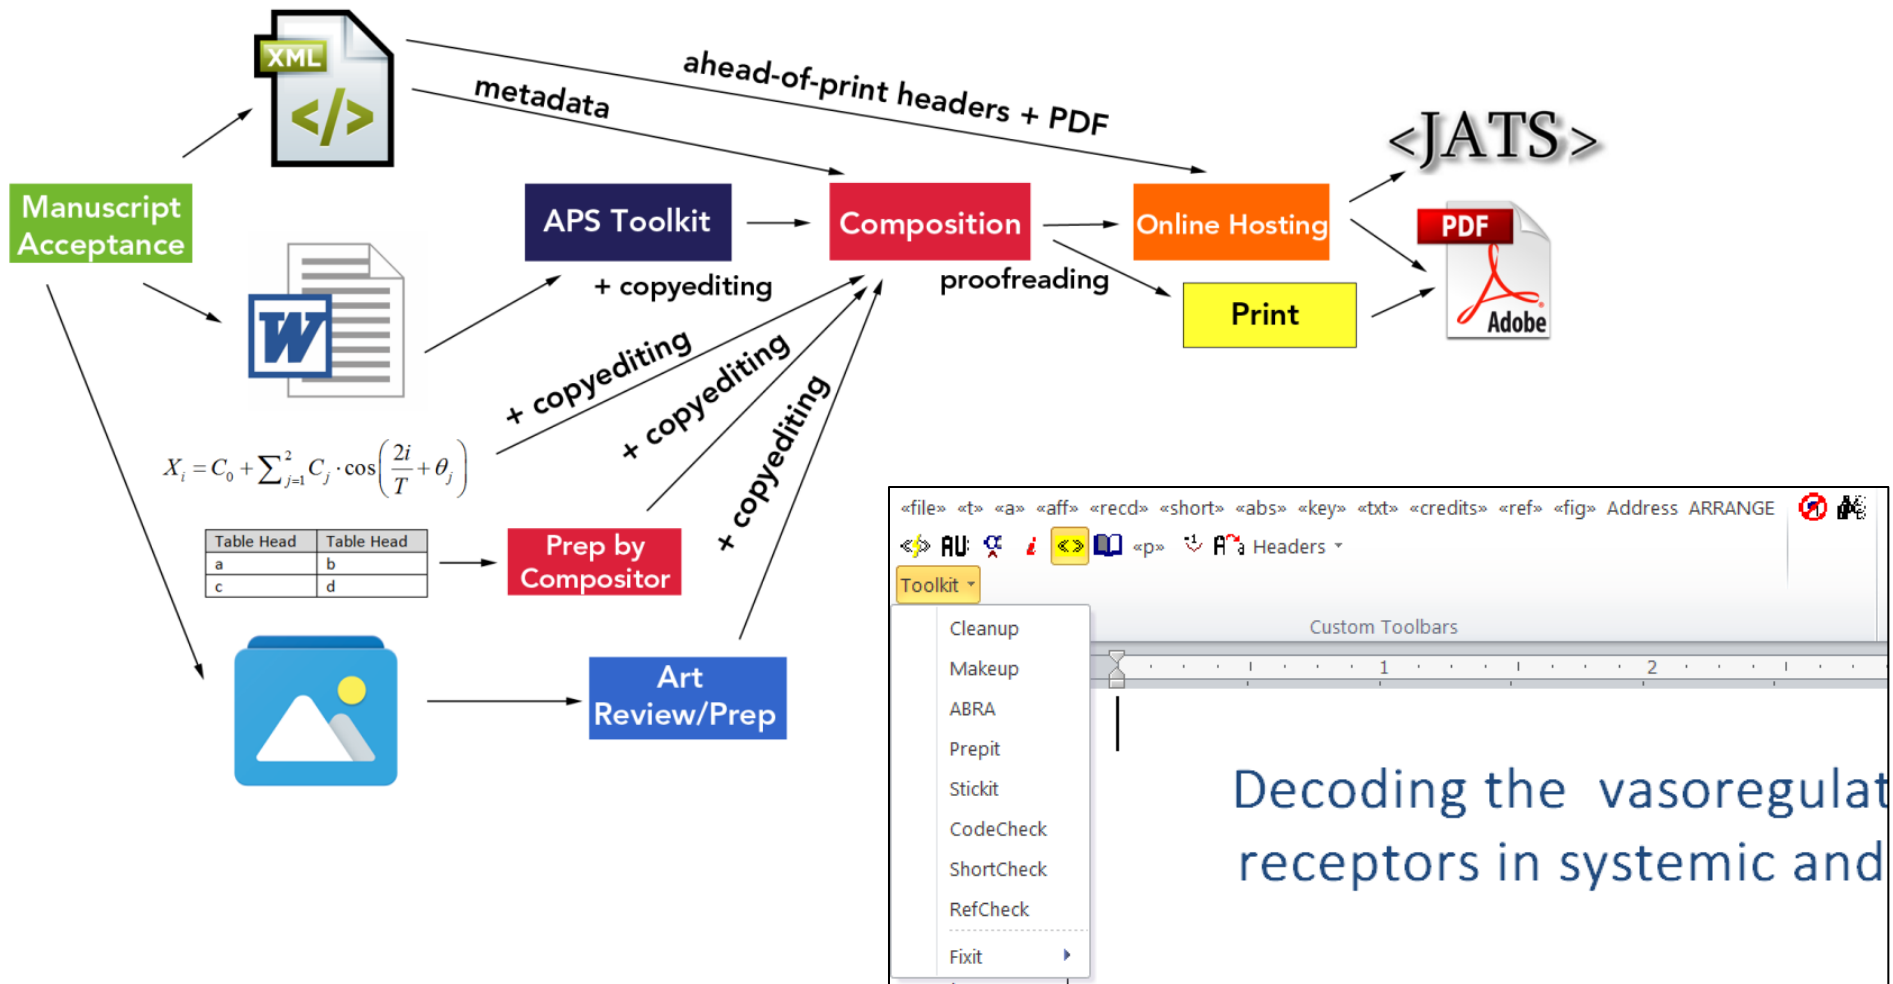 XML
</>
ahead-of-print headers + PDF
metadata
<JATS>
Manuscript
Acceptance
APS Toolkit
Composition
Online Hosting
PDF
Adobe
W
+ copyediting
proofreading
Print
+ copyediting
+ copyediting
+ copyediting
X_i = C_0 + ∑_{j=1}^{2} C_j · cos(2i/T + θ_j)
Table Head Table Head
a b
c d
Prep by
Compositor
Art
Review/Prep
«file» «t» «a» «aff» «recd» «short» «abs» «key» «txt» «credits» «ref» «fig» Address ARRANGE
AU: i <> «p» -1 Headers
Toolkit
Custom Toolbars
Cleanup
Makeup
ABRA
Prepit
Stickit
CodeCheck
ShortCheck
RefCheck
Fixit
1 2
Decoding the vasoregulat
receptors in systemic and